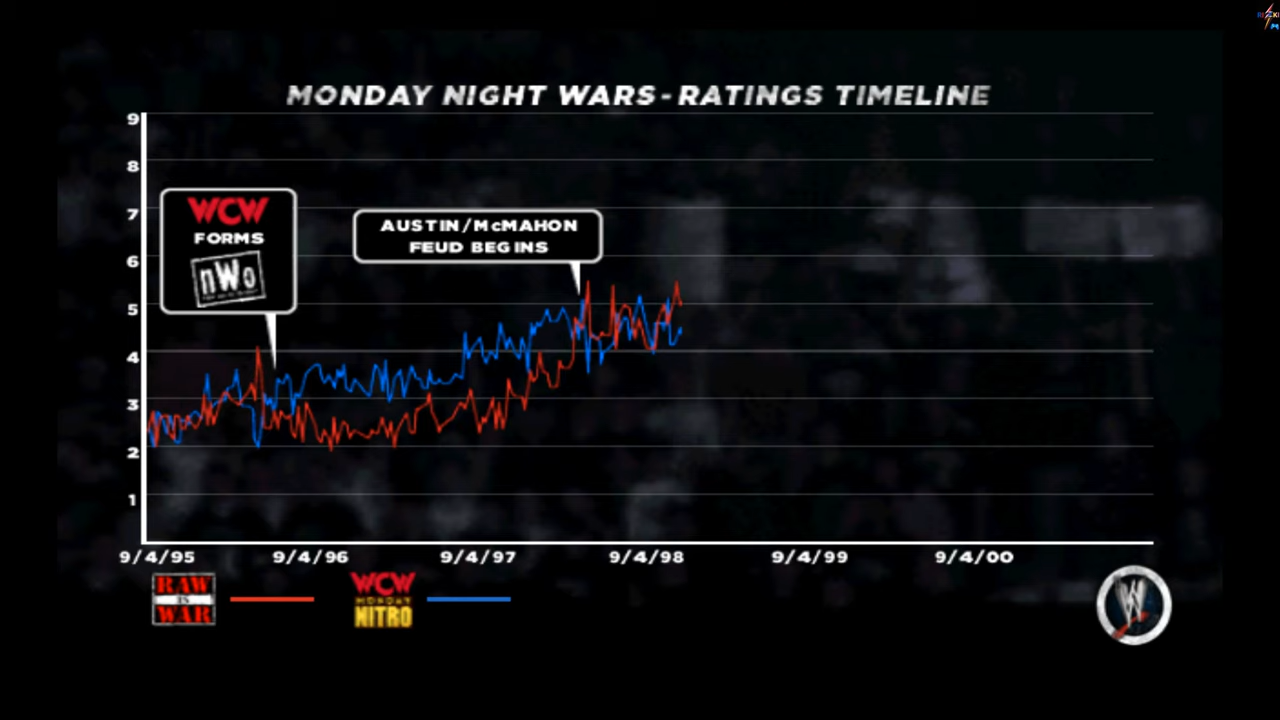 MONDAY NIGHT WARS - RATINGS TIMELINE
9
8
7
6
5
4
3
2
1
WCW
FORMS
nWo
AUSTIN/McMAHON
FEUD BEGINS
9/4/95
9/4/96
9/4/97
9/4/98
9/4/99
9/4/00
RAW
IS
WAR
WCW
MONDAY
NITRO